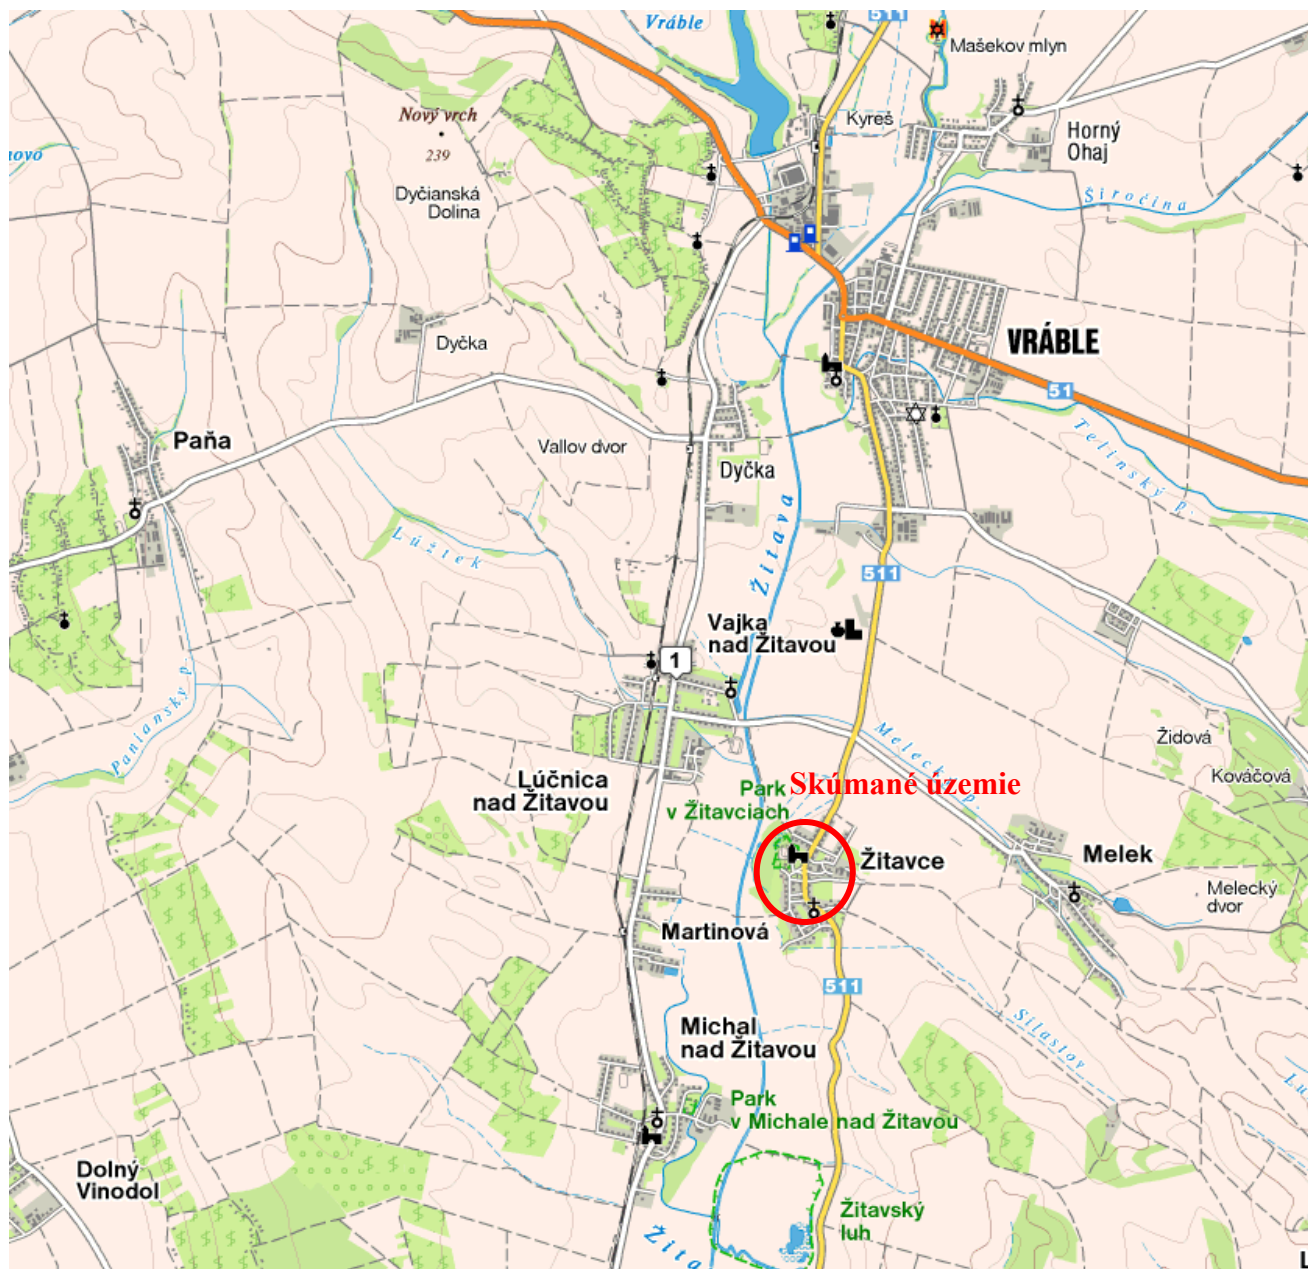 511
Vráble
Mašekov mlyn
Nový vrch
239
Kyreš
Horný
Ohaj
Dyčianská
Dolina
Širočina
Dyčka
VRÁBLE
51
Paňa
Vallov dvor
Dyčka
Telinský p.
Žitava
Lúžtek
511
Vajka
nad Žitavou
1
Panianský p.
Melecký p.
Židová
Kováčová
Lúčnica
nad Žitavou
Skúmané územie
Park
v Žitavciach
Žitavce
Melek
Melecký
dvor
Martinová
511
Michal
nad Žitavou
Silastov
Park
v Michale nad Žitavou
Dolný
Vinodol
Žitavský
luh